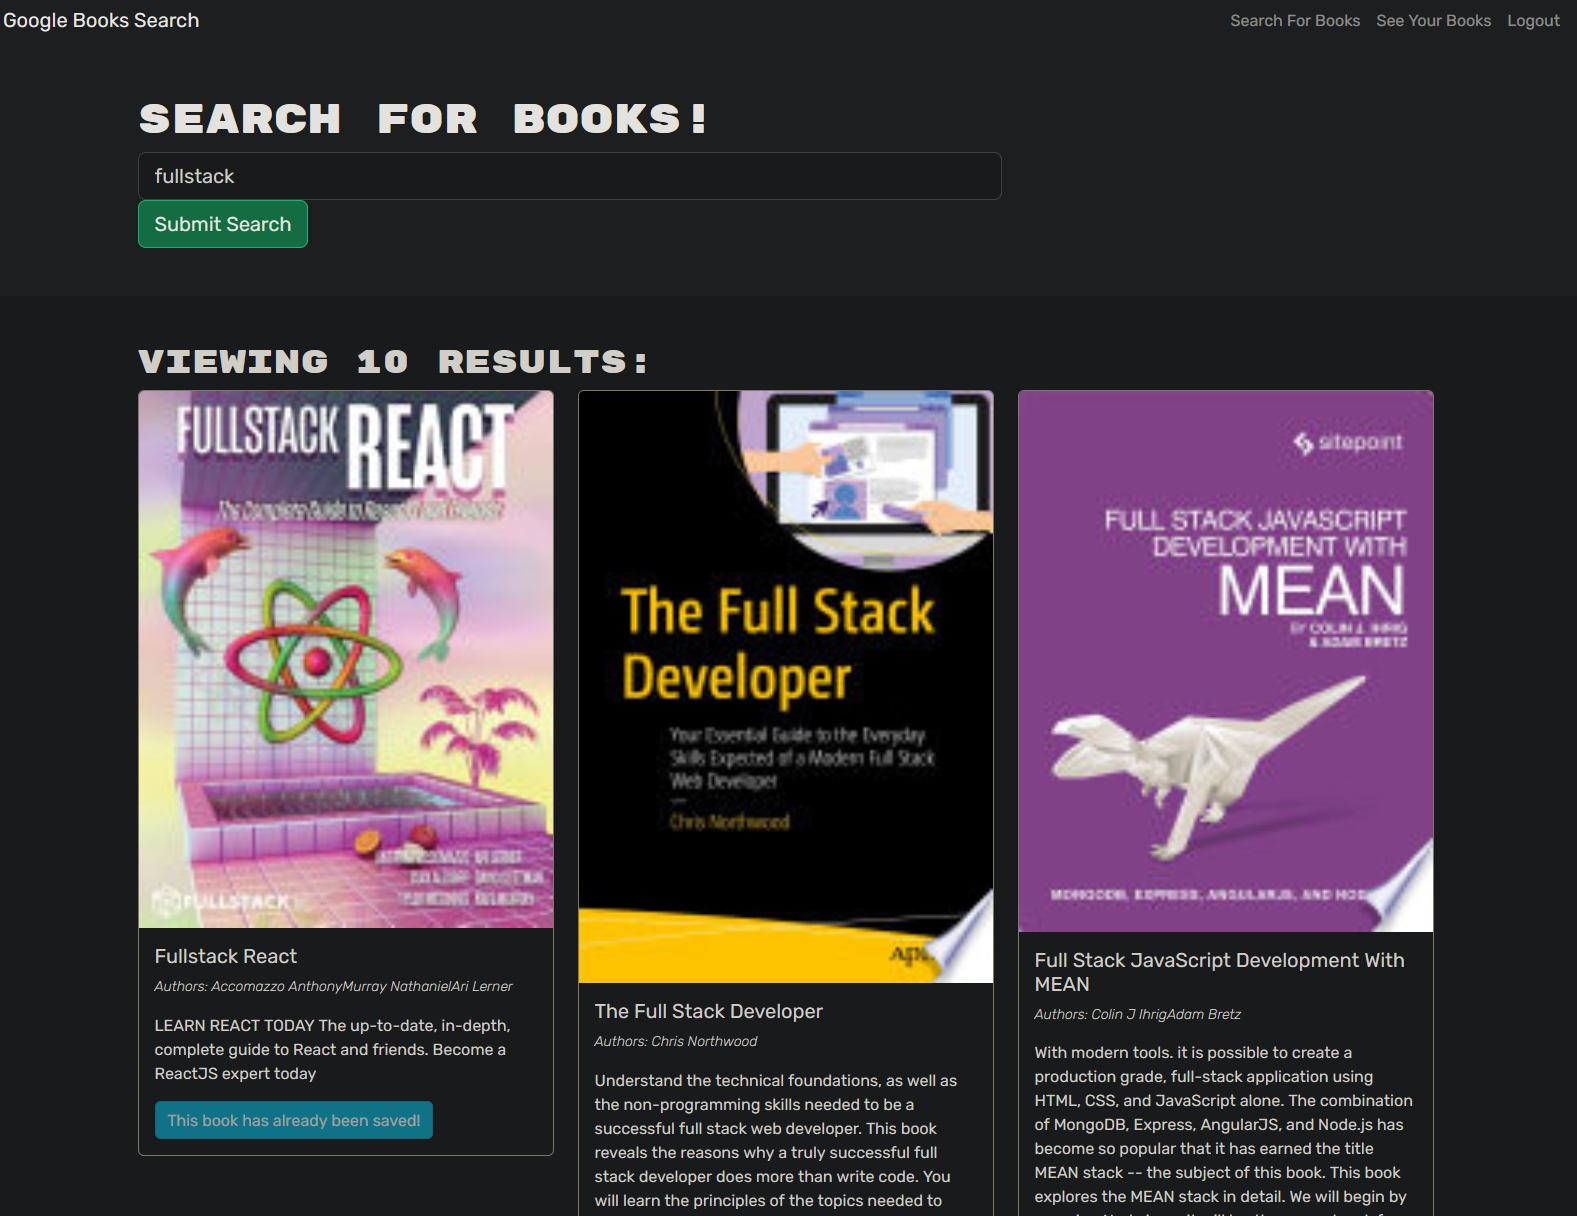 Google Books Search
Search For Books
See Your Books
Logout
SEARCH FOR BOOKS!
fullstack
Submit Search
VIEWING 10 RESULTS:
FULLSTACK REACT
The Complete Guide to
FULLSTACK
Fullstack React
Authors: Accomazzo AnthonyMurray NathanielAri Lerner
LEARN REACT TODAY The up-to-date, in-depth,
complete guide to React and friends. Become a
ReactJS expert today
This book has already been saved!
The Full Stack
Developer
Your Essential Guide to the Everyday
Skills Expected of a Modern Full Stack
Web Developer
Chris Northwood
The Full Stack Developer
Authors: Chris Northwood
Understand the technical foundations, as well as
the non-programming skills needed to be a
successful full stack web developer. This book
reveals the reasons why a truly successful full
stack developer does more than write code. You
will learn the principles of the topics needed to
sitepoint
FULL STACK JAVASCRIPT
DEVELOPMENT WITH
MEAN
BY COLIN J. IHRIG
& ADAM BRETZ
MONGODB, EXPRESS, ANGULARJS, AND
Full Stack JavaScript Development With
MEAN
Authors: Colin J IhrigAdam Bretz
With modern tools. it is possible to create a
production grade, full-stack application using
HTML, CSS, and JavaScript alone. The combination
of MongoDB, Express, AngularJS, and Node.js has
become so popular that it has earned the title
MEAN stack -- the subject of this book. This book
explores the MEAN stack in detail. We will begin by